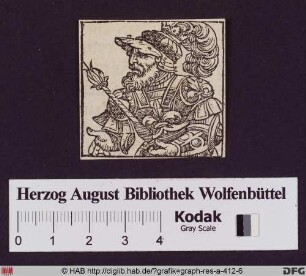 Herzog August Bibliothek Wolfenbüttel
Kodak
Gray Scale
0 1 2 3 4
© HAB http://diglib.hab.de/?grafik=graph-res-a-412-6
DFG